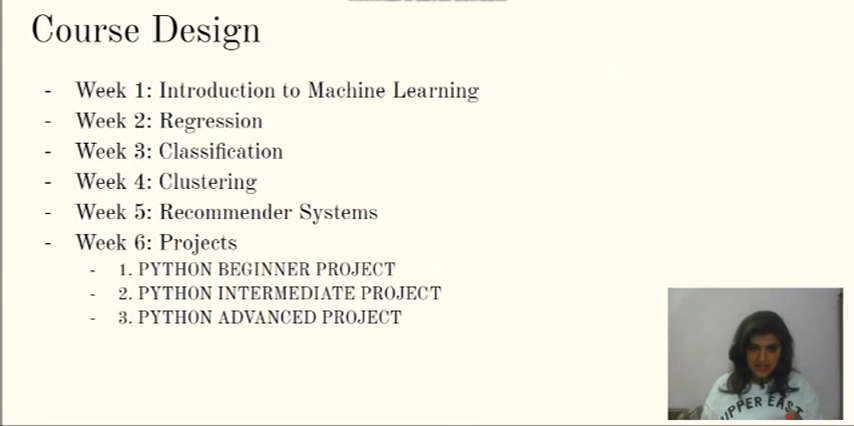 Course Design
- Week 1: Introduction to Machine Learning
- Week 2: Regression
- Week 3: Classification
- Week 4: Clustering
- Week 5: Recommender Systems
- Week 6: Projects
- 1. PYTHON BEGINNER PROJECT
- 2. PYTHON INTERMEDIATE PROJECT
- 3. PYTHON ADVANCED PROJECT
UPPER EAST